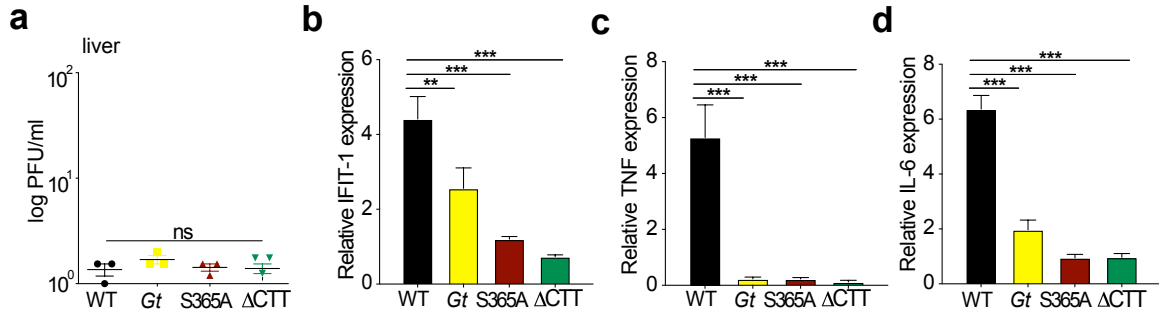 a
liver
log PFU/ml
10²
10¹
10⁰
ns
WT Gt S365A ΔCTT
b
Relative IFIT-1 expression
6
4
2
0
***
***
**
WT Gt S365A ΔCTT
c
Relative TNF expression
8
6
4
2
0
***
***
***
WT Gt S365A ΔCTT
d
Relative IL-6 expression
8
6
4
2
0
***
***
***
WT Gt S365A ΔCTT